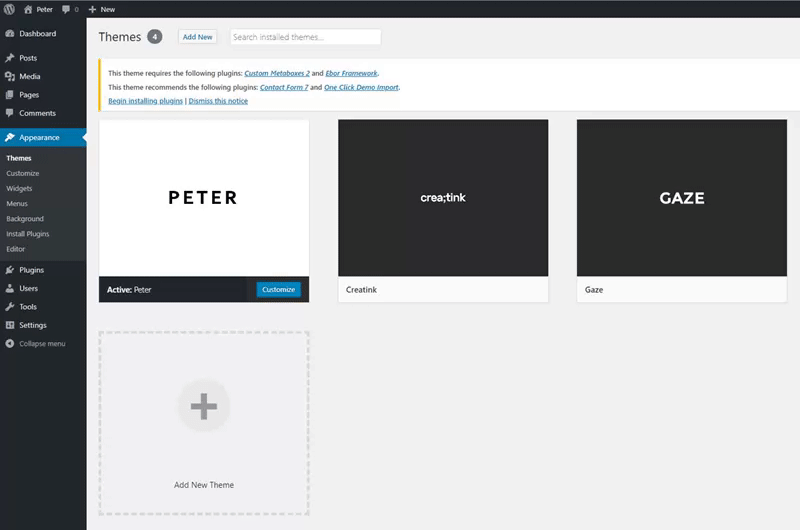 Peter 0 New
Themes 4 Add New Search installed themes...
Dashboard
Posts
Media
Pages
Comments
Appearance
Themes
Customize
Widgets
Menus
Background
Install Plugins
Editor
Plugins
Users
Tools
Settings
Collapse menu
This theme requires the following plugins: Custom Metaboxes 2 and Ebor Framework.
This theme recommends the following plugins: Contact Form 7 and One Click Demo Import.
Begin installing plugins | Dismiss this notice
PETER
Active: Peter Customize
crea;tink
Creatink
GAZE
Gaze
Add New Theme